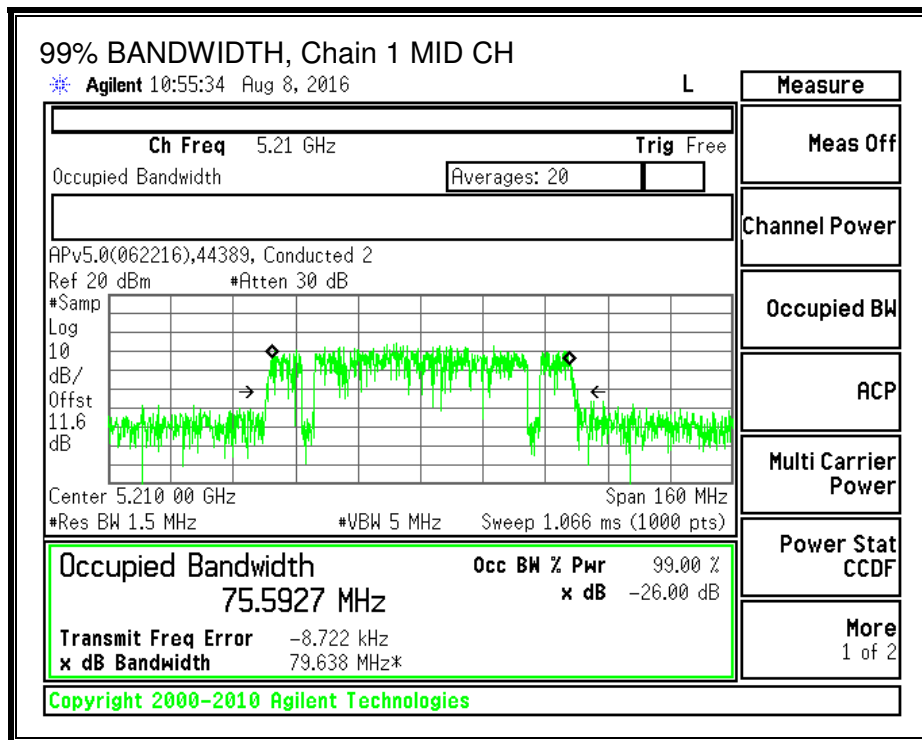 99% BANDWIDTH, Chain 1 MID CH
Agilent 10:55:34 Aug 8, 2016 L
Measure
Ch Freq 5.21 GHz Trig Free
Occupied Bandwidth Averages: 20
APv5.0(062216),44389, Conducted 2
Ref 20 dBm #Atten 30 dB
#Samp
Log
10
dB/
Offst
11.6
dB
Center 5.210 00 GHz Span 160 MHz
#Res BW 1.5 MHz #VBW 5 MHz Sweep 1.066 ms (1000 pts)
Occupied Bandwidth Occ BW % Pwr 99.00 %
75.5927 MHz x dB -26.00 dB
Transmit Freq Error -8.722 kHz
x dB Bandwidth 79.638 MHz*
Copyright 2000-2010 Agilent Technologies
Meas Off
Channel Power
Occupied BW
ACP
Multi Carrier
Power
Power Stat
CCDF
More
1 of 2